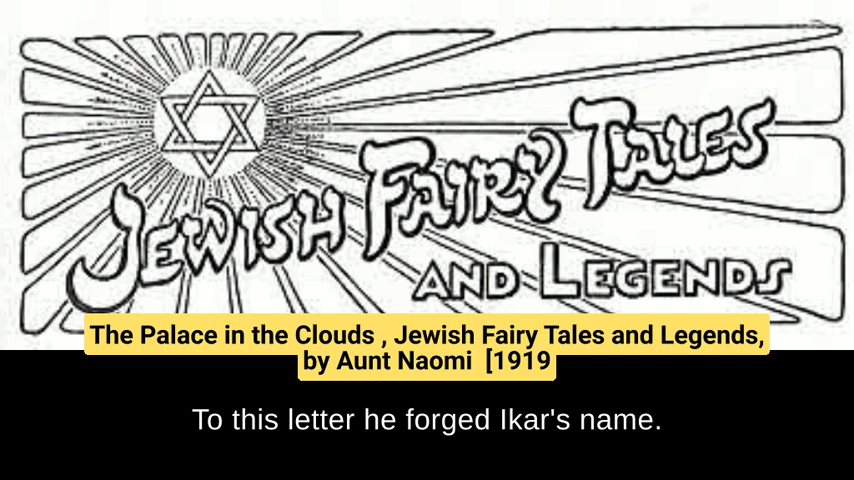 JEWISH FAIRY TALES
AND LEGENDS
The Palace in the Clouds , Jewish Fairy Tales and Legends,
by Aunt Naomi  [1919
To this letter he forged Ikar's name.